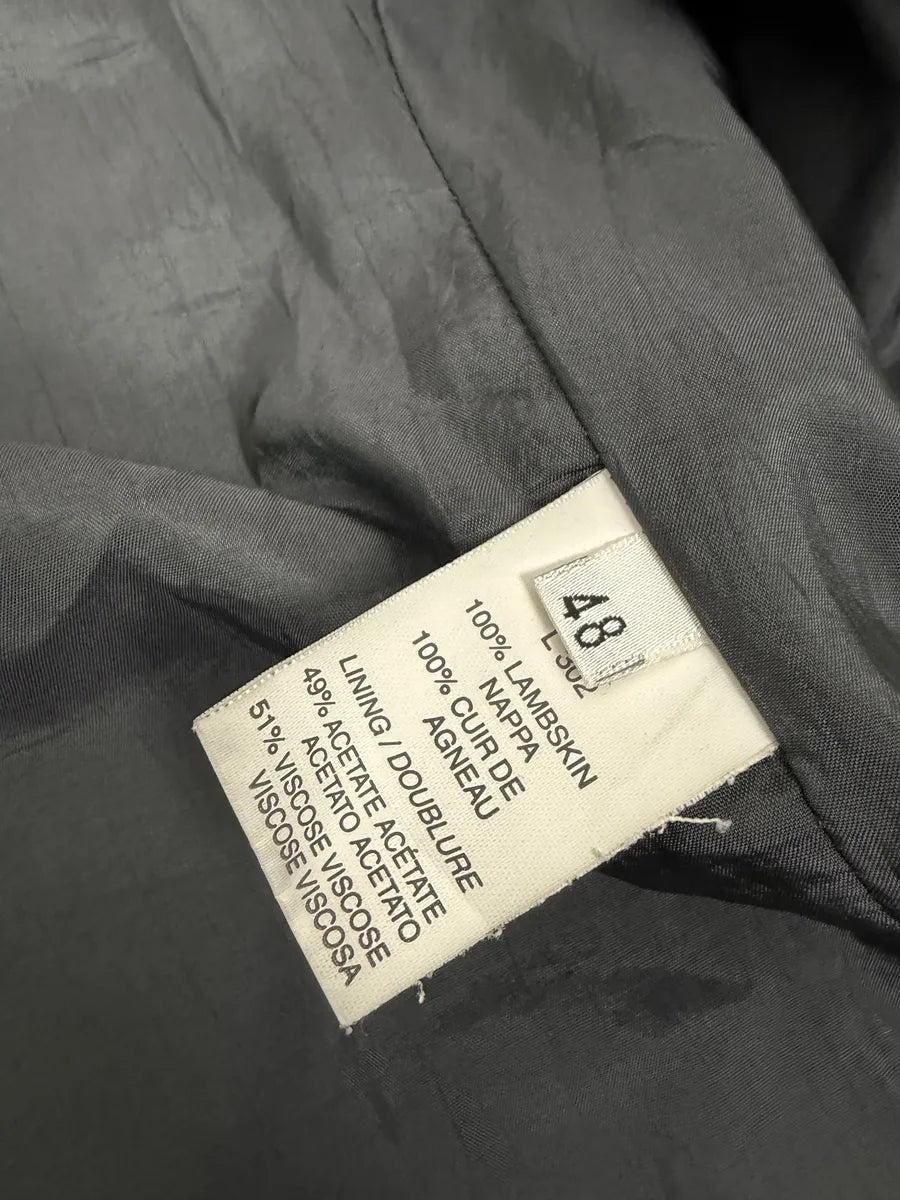 48
L 302
100% LAMBSKIN
NAPPA
100% CUIR DE
AGNEAU
LINING / DOUBLURE
49% ACETATE ACÉTATE
ACETATO ACETATO
51% VISCOSE VISCOSE
VISCOSE VISCOSA